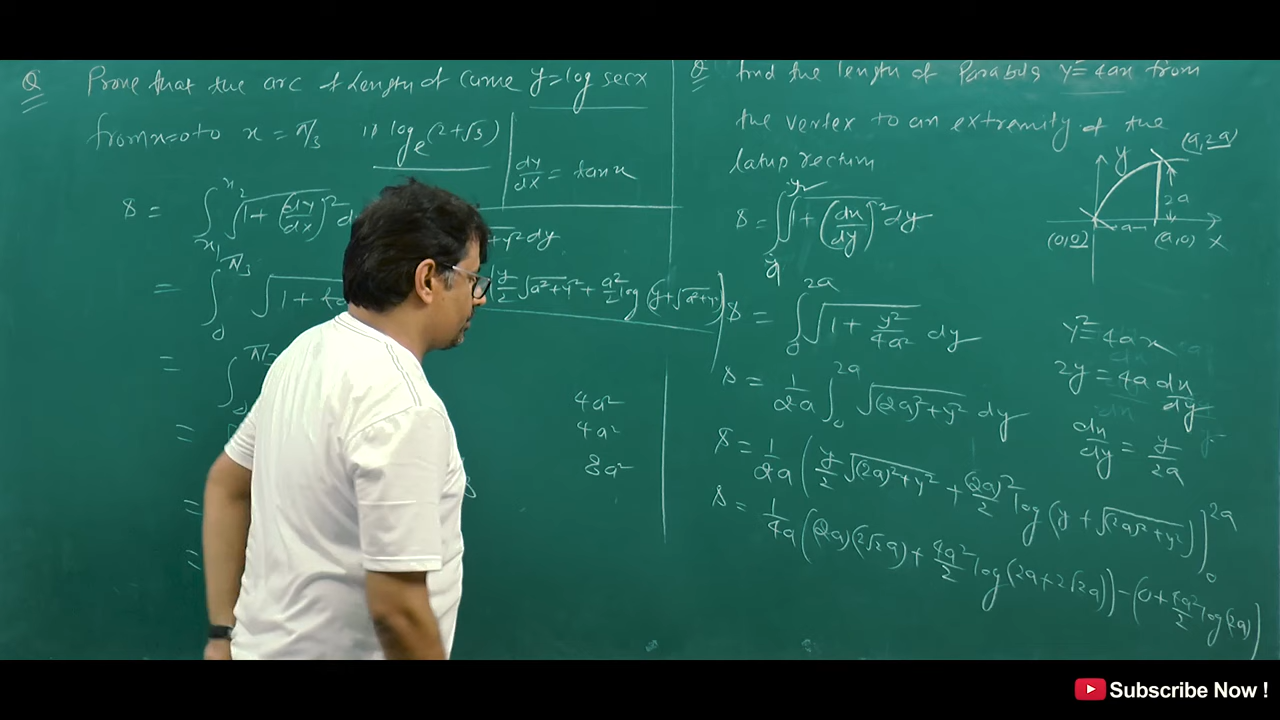 Q Prove that the arc of Length of curve y = log secx
from x=0 to x = π/3 is log_e(2+√3)
dy/dx = tan x
s = ∫_{x₁}^{x₂} √1+(dy/dx)²
+y² dy
= ∫_0^{π/3} √1+
y/2 √a²+y² + a²/2 log (y+√a²+y²)
= ∫
=
=
=
4a²
4a²
8a²
Q find the length of Parabula y² = 4ax from
the vertex to an extramity of the
latup rectum
y
(a,2a)
2a
(0,0)
a
(a,0)
x
s = ∫ √1+(dx/dy)² dy
s = ∫_0^{2a} √1 + y²/4a² dy
s = 1/2a ∫_0^{2a} √(2a)²+y² dy
s = 1/2a ( y/2 √(2a)²+y² + (2a)²/2 log (y + √(2a)²+y²) ]_0^{2a}
s = 1/4a ( (2a)(2√2a) + 4a²/2 log(2a+2√2a) ) - (0 + 4a²/2 log(2a) )
y² = 4ax
2y = 4a dx/dy
dx/dy = y/2a
Subscribe Now !